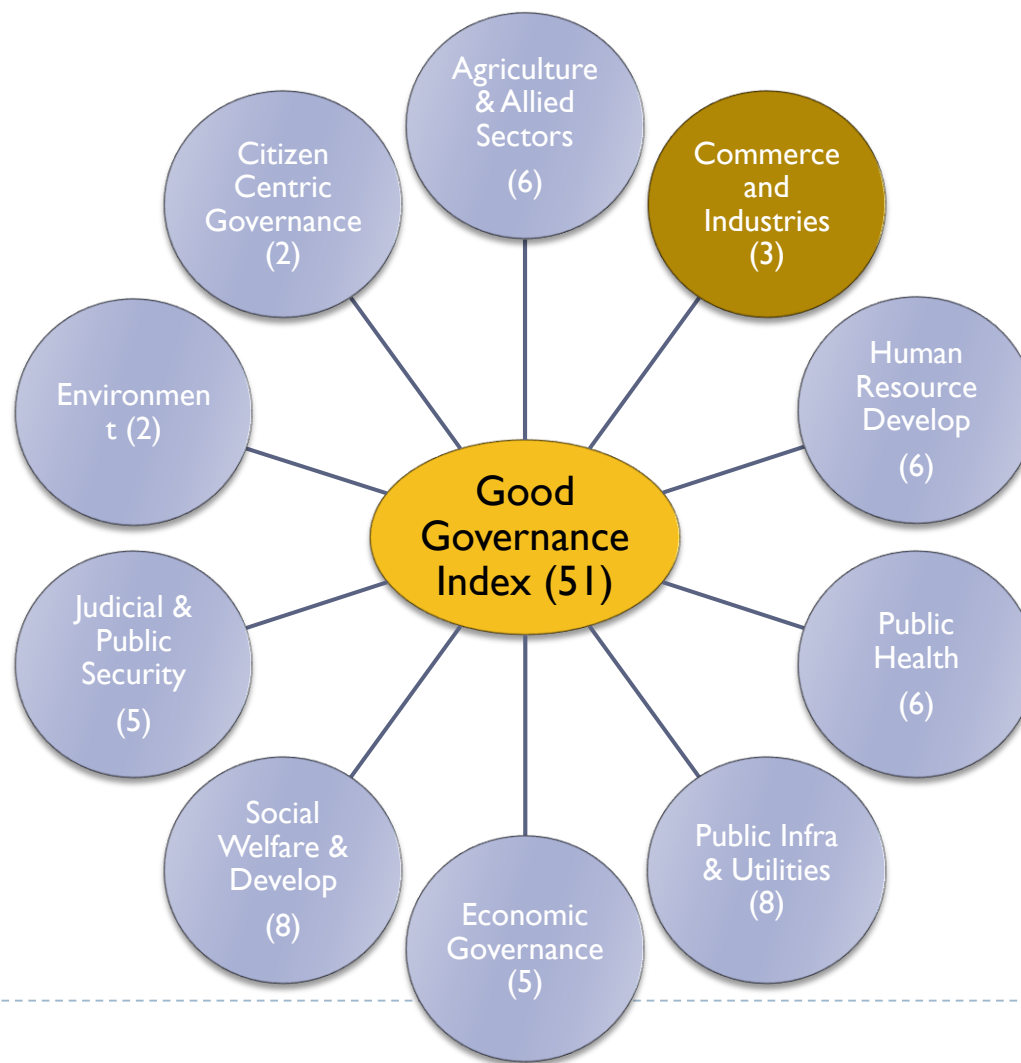 Agriculture
& Allied
Sectors
(6)
Commerce
and
Industries
(3)
Human
Resource
Develop
(6)
Public
Health
(6)
Public Infra
& Utilities
(8)
Economic
Governance
(5)
Social
Welfare &
Develop
(8)
Judicial &
Public
Security
(5)
Environmen
t (2)
Citizen
Centric
Governance
(2)
Good
Governance
Index (51)